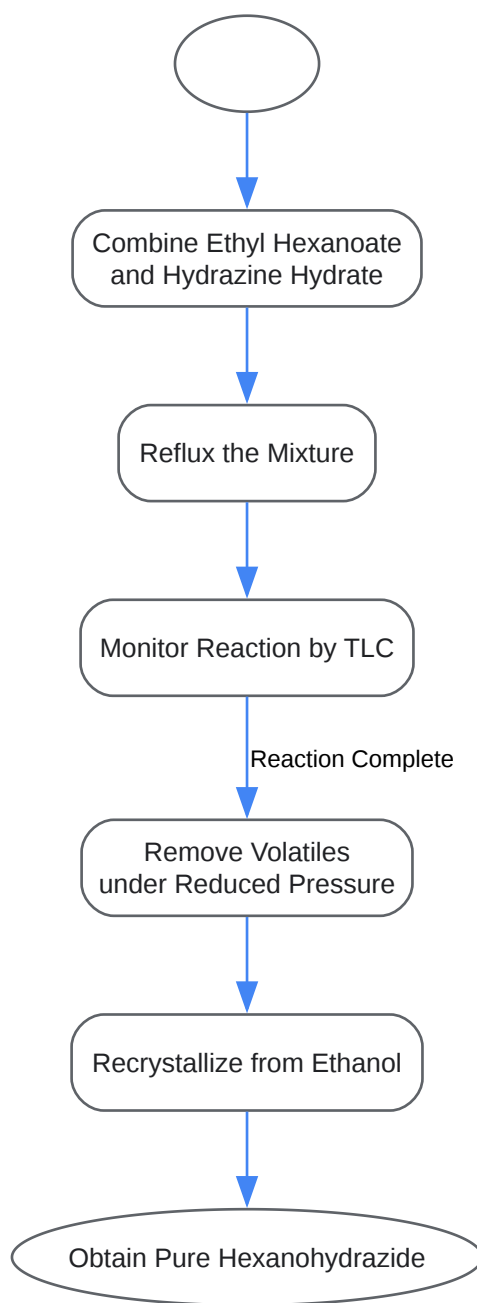 Combine Ethyl Hexanoate
and Hydrazine Hydrate
Reflux the Mixture
Monitor Reaction by TLC
Reaction Complete
Remove Volatiles
under Reduced Pressure
Recrystallize from Ethanol
Obtain Pure Hexanohydrazide